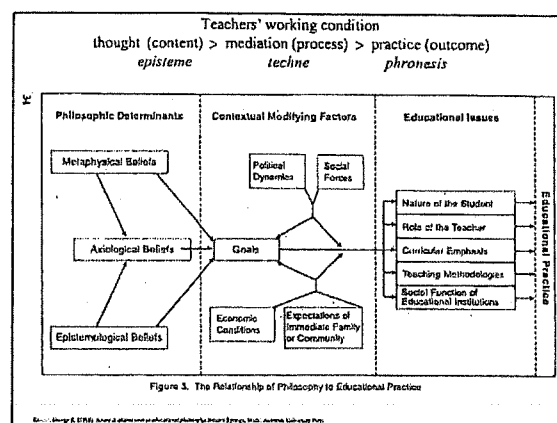 Teachers' working condition
thought (content) > mediation (process) > practice (outcome)
episteme techne phronesis
34
Philosophic Determinants
Contextual Modifying Factors
Educational Issues
Metaphysical Beliefs
Axiological Beliefs
Epistemological Beliefs
Political
Dynamics
Social
Forces
Goals
Economic
Conditions
Expectations of
Immediate Family
or Community
Nature of the Student
Role of the Teacher
Curricular Emphasis
Teaching Methodologies
Social Function of
Educational Institutions
Educational Practice
Figure 3. The Relationship of Philosophy to Educational Practice